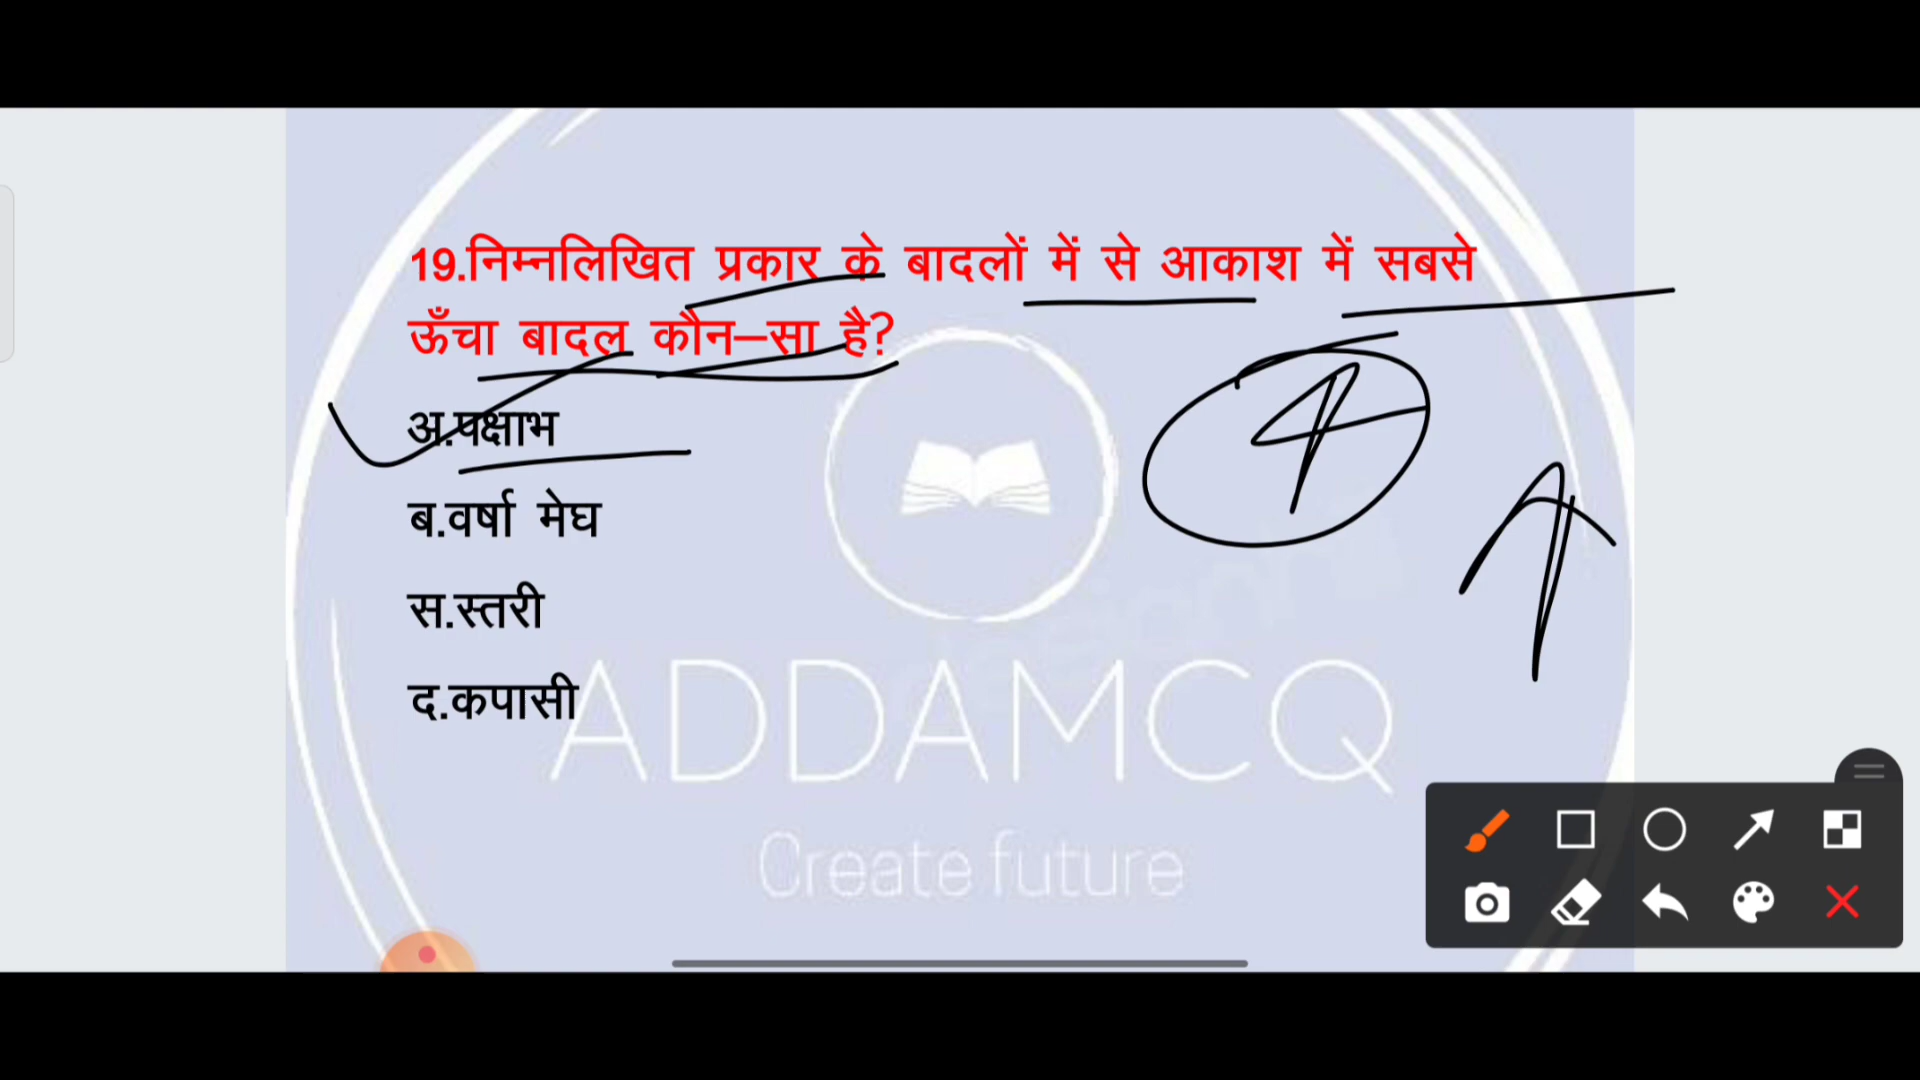 19.निम्नलिखित प्रकार के बादलों में से आकाश में सबसे
ऊँचा बादल कौन–सा है?
अ.पक्षाभ
ब.वर्षा मेघ
स.स्तरी
द.कपासी
A
A
ADDAMCQ
Create future